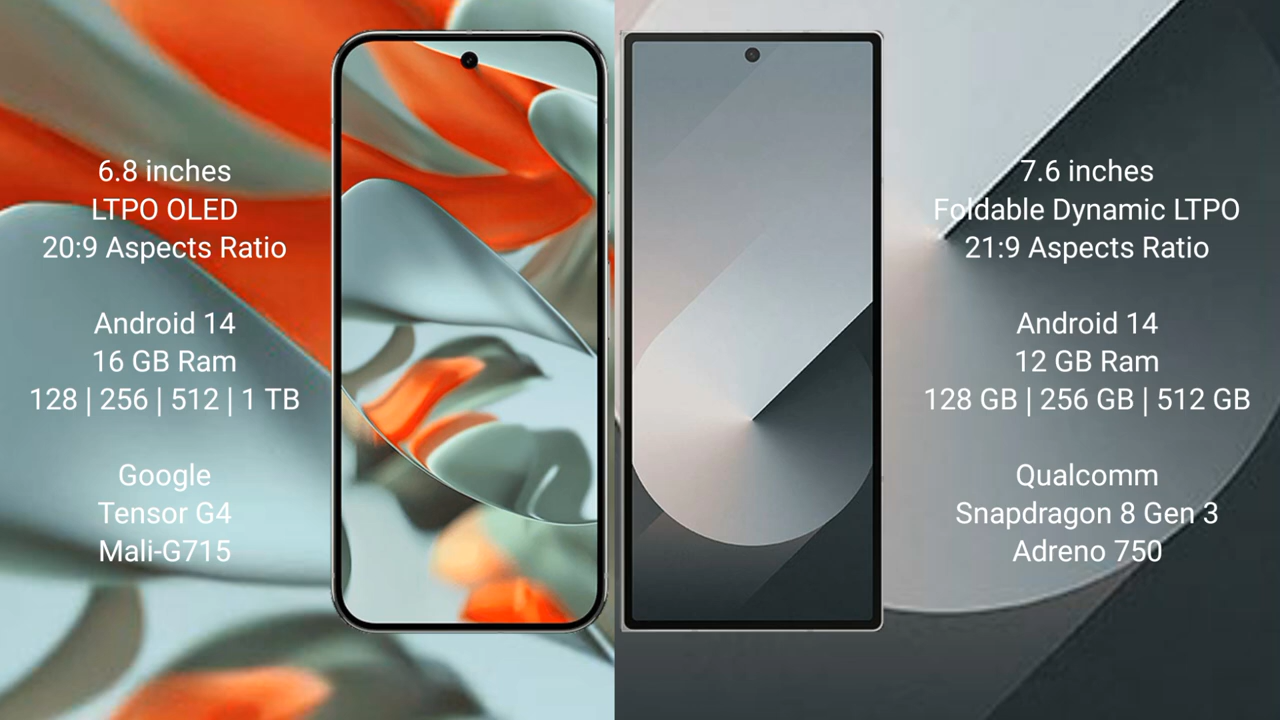 6.8 inches
LTPO OLED
20:9 Aspects Ratio
Android 14
16 GB Ram
128 | 256 | 512 | 1 TB
Google
Tensor G4
Mali-G715
7.6 inches
Foldable Dynamic LTPO
21:9 Aspects Ratio
Android 14
12 GB Ram
128 GB | 256 GB | 512 GB
Qualcomm
Snapdragon 8 Gen 3
Adreno 750